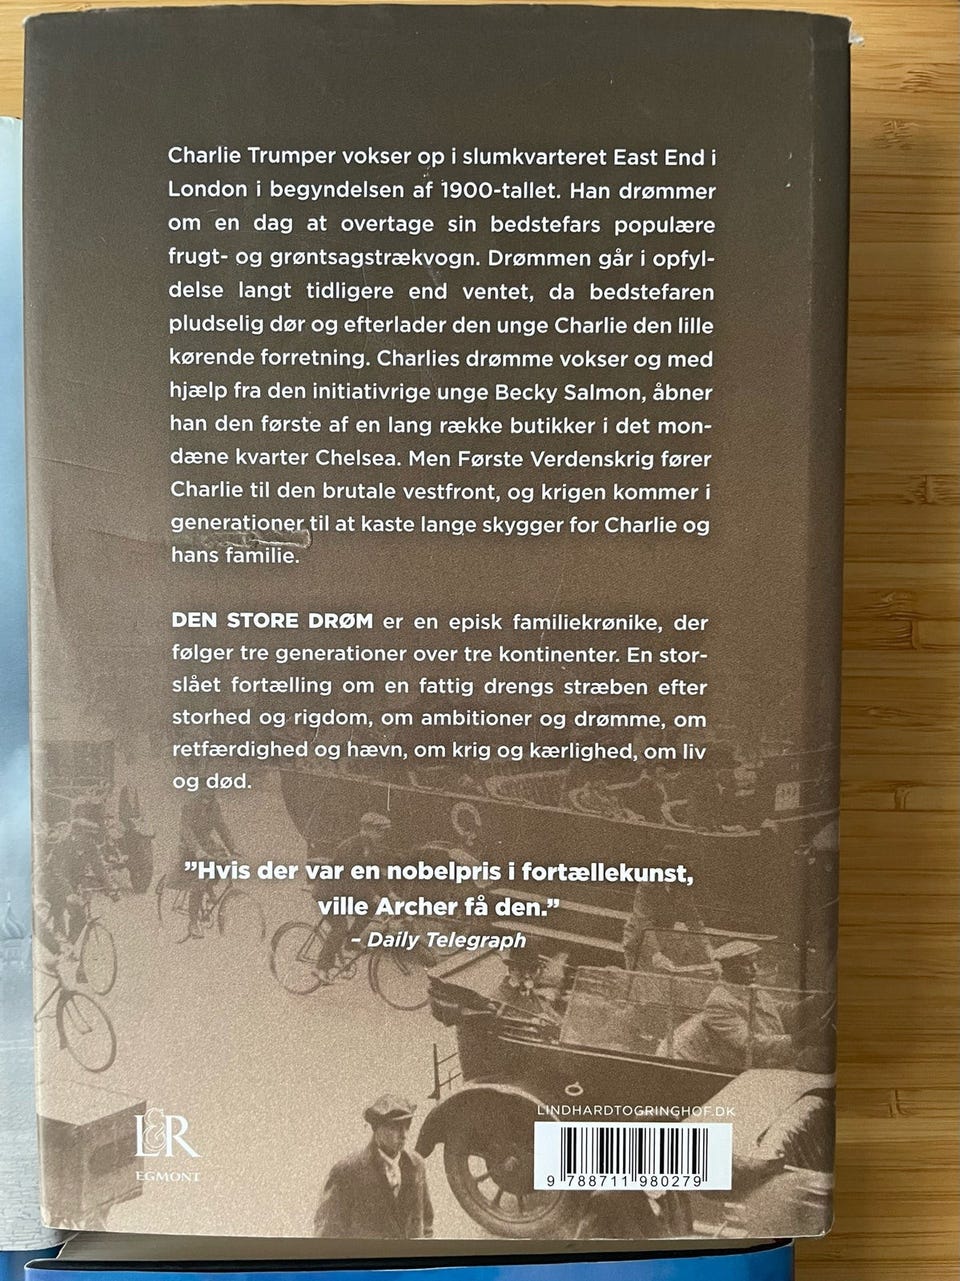 Charlie Trumper vokser op i slumkvarteret East End i
London i begyndelsen af 1900-tallet. Han drømmer
om en dag at overtage sin bedstefars populære
frugt- og grøntsagstrækvogn. Drømmen går i opfyl-
delse langt tidligere end ventet, da bedstefaren
pludselig dør og efterlader den unge Charlie den lille
kørende forretning. Charlies drømme vokser og med
hjælp fra den initiativrige unge Becky Salmon, åbner
han den første af en lang række butikker i det mon-
dæne kvarter Chelsea. Men Første Verdenskrig fører
Charlie til den brutale vestfront, og krigen kommer i
generationer til at kaste lange skygger for Charlie og
hans familie.
DEN STORE DRØM er en episk familiekrønike, der
følger tre generationer over tre kontinenter. En stor-
slået fortælling om en fattig drengs stræben efter
storhed og rigdom, om ambitioner og drømme, om
retfærdighed og hævn, om krig og kærlighed, om liv
og død.
”Hvis der var en nobelpris i fortællekunst,
ville Archer få den.”
– Daily Telegraph
L&R
EGMONT
LINDHARDTOGRINGHOF.DK
9 788711 980279